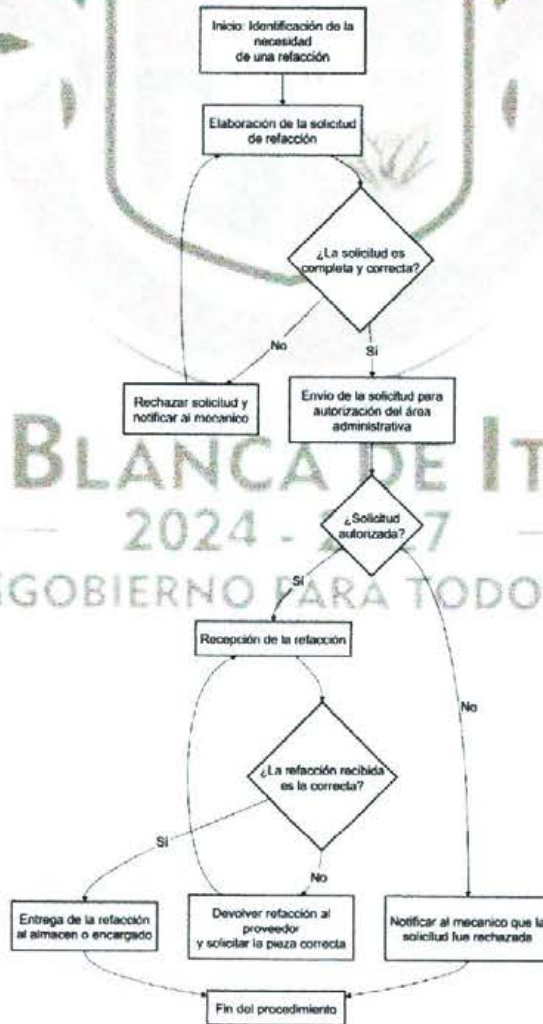 Inicio: Identificación de la
necesidad
de una refacción
Elaboración de la solicitud
de refacción
¿La solicitud es
completa y correcta?
No
Sí
Rechazar solicitud y
notificar al mecanico
Envio de la solicitud para
autorización del área
administrativa
BLANCA DE IT
2024 - 2 27
¿Solicitud
autorizada?
GOBIERNO PARA TODO
Sí
Recepción de la refacción
No
¿La refacción recibida
es la correcta?
Sí
No
Entrega de la refacción
al almacen o encargado
Devolver refacción al
proveedor
y solicitar la pieza correcta
Notificar al mecanico que la
solicitud fue rechazada
Fin del procedimiento